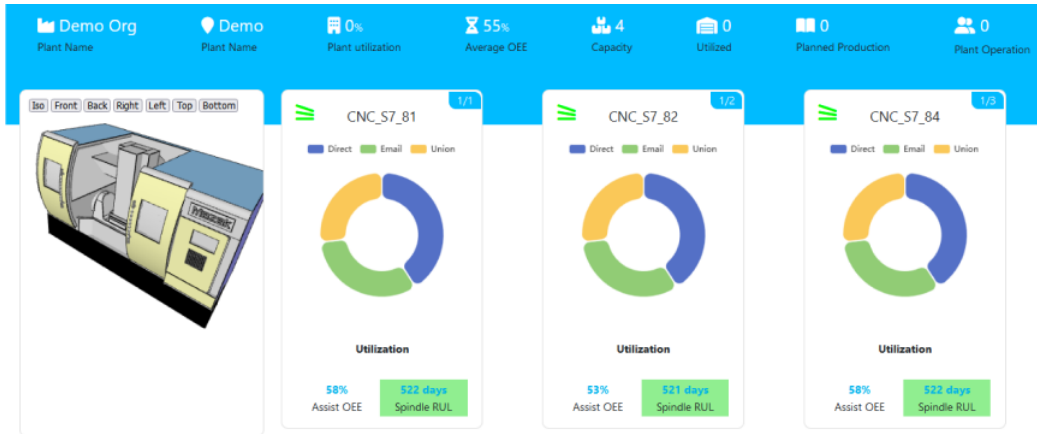 Demo Org
Plant Name
Demo
Plant Name
0%
Plant utilization
55%
Average OEE
4
Capacity
0
Utilized
0
Planned Production
0
Plant Operation
Iso Front Back Right Left Top Bottom
Mazak
1/1
CNC_S7_81
Direct Email Union
Utilization
58%
Assist OEE
522 days
Spindle RUL
1/2
CNC_S7_82
Direct Email Union
Utilization
53%
Assist OEE
521 days
Spindle RUL
1/3
CNC_S7_84
Direct Email Union
Utilization
58%
Assist OEE
522 days
Spindle RUL